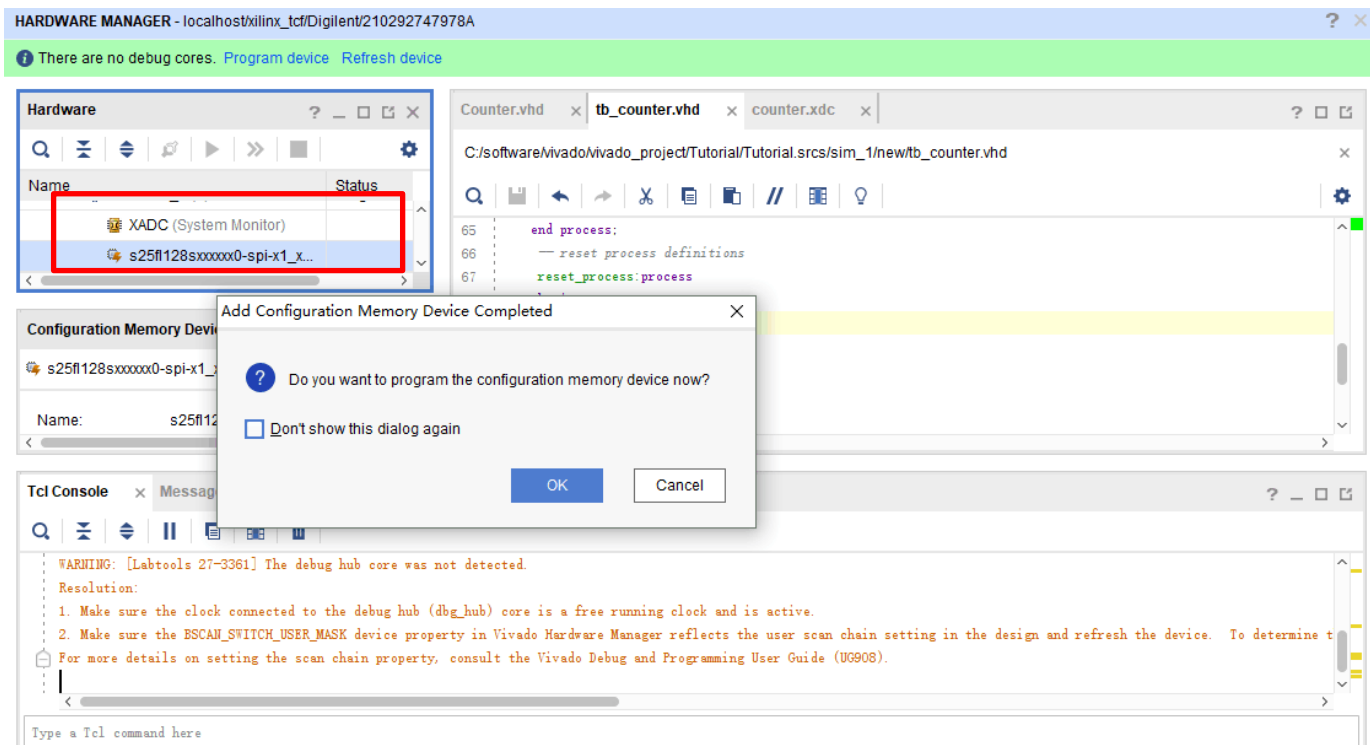 HARDWARE MANAGER - localhost/xilinx_tcf/Digilent/210292747978A
There are no debug cores. Program device Refresh device
Hardware
Name Status
XADC (System Monitor)
s25fl128sxxxxxx0-spi-x1_x...
Counter.vhd tb_counter.vhd counter.xdc
C:/software/vivado/vivado_project/Tutorial/Tutorial.srcs/sim_1/new/tb_counter.vhd
65 end process;
66 -- reset process definitions
67 reset_process:process
Configuration Memory Devi
s25fl128sxxxxxx0-spi-x1_
Name: s25fl12
Add Configuration Memory Device Completed
Do you want to program the configuration memory device now?
Don't show this dialog again
OK Cancel
Tcl Console Messag
WARNING: [Labtools 27-3361] The debug hub core was not detected.
Resolution:
1. Make sure the clock connected to the debug hub (dbg_hub) core is a free running clock and is active.
2. Make sure the BSCAN_SWITCH_USER_MASK device property in Vivado Hardware Manager reflects the user scan chain setting in the design and refresh the device. To determine t
For more details on setting the scan chain property, consult the Vivado Debug and Programming User Guide (UG908).
Type a Tcl command here